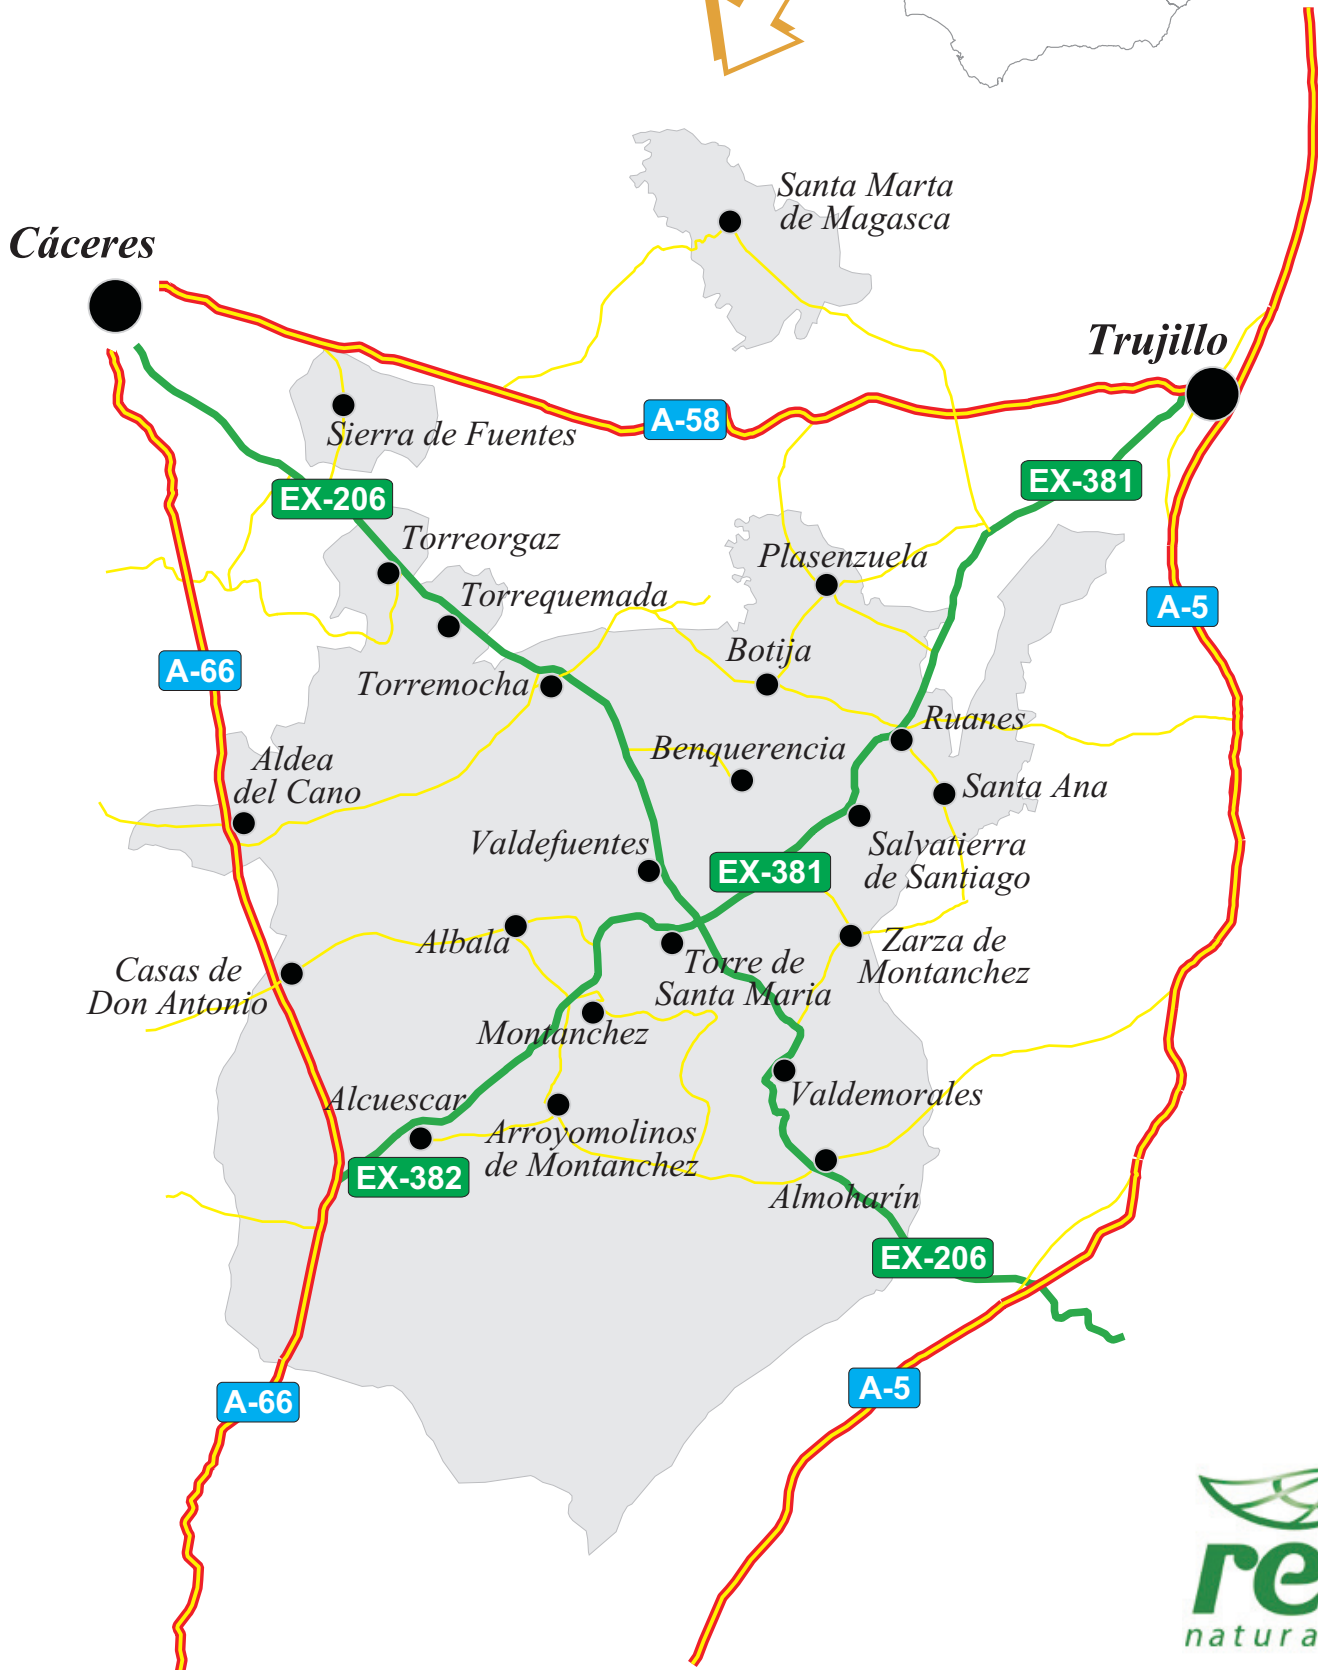 Santa Marta
de Magasca
Cáceres
Trujillo
A-58
Sierra de Fuentes
EX-381
EX-206
Torreorgaz
Plasenzuela
Torrequemada
A-5
Botija
A-66
Torremocha
Ruanes
Benquerencia
Aldea
del Cano
Santa Ana
Valdefuentes
Salvatierra
de Santiago
EX-381
Albala
Zarza de
Montanchez
Torre de
Santa Maria
Casas de
Don Antonio
Montanchez
Valdemorales
Alcuescar
Arroyomolinos
de Montanchez
EX-382
Almoharín
EX-206
A-5
A-66
re
natura